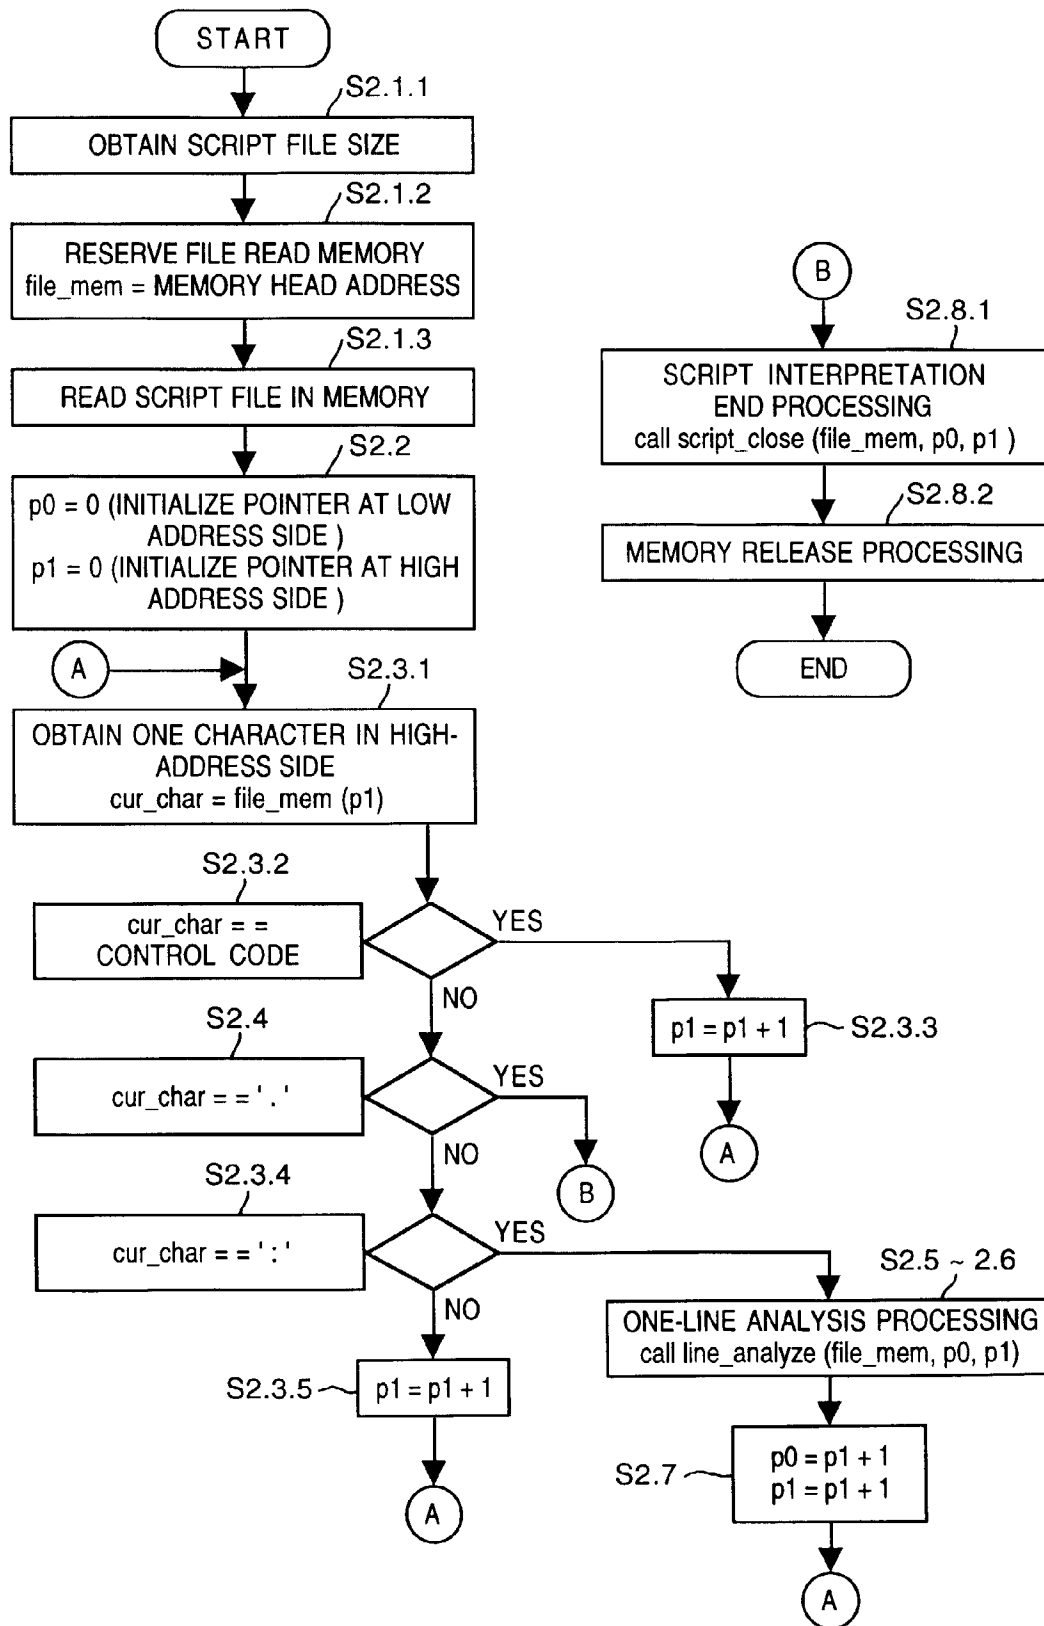 START
S2.1.1
OBTAIN SCRIPT FILE SIZE
S2.1.2
RESERVE FILE READ MEMORY
file_mem = MEMORY HEAD ADDRESS
S2.1.3
READ SCRIPT FILE IN MEMORY
S2.2
p0 = 0 (INITIALIZE POINTER AT LOW
ADDRESS SIDE )
p1 = 0 (INITIALIZE POINTER AT HIGH
ADDRESS SIDE )
A
S2.3.1
OBTAIN ONE CHARACTER IN HIGH-
ADDRESS SIDE
cur_char = file_mem (p1)
S2.3.2
cur_char = =
CONTROL CODE
YES
NO
p1 = p1 + 1
S2.3.3
A
S2.4
cur_char = = ' . '
YES
NO
B
S2.3.4
cur_char = = ' : '
YES
NO
S2.3.5
p1 = p1 + 1
A
S2.5 ~ 2.6
ONE-LINE ANALYSIS PROCESSING
call line_analyze (file_mem, p0, p1)
S2.7
p0 = p1 + 1
p1 = p1 + 1
A
B
S2.8.1
SCRIPT INTERPRETATION
END PROCESSING
call script_close (file_mem, p0, p1 )
S2.8.2
MEMORY RELEASE PROCESSING
END